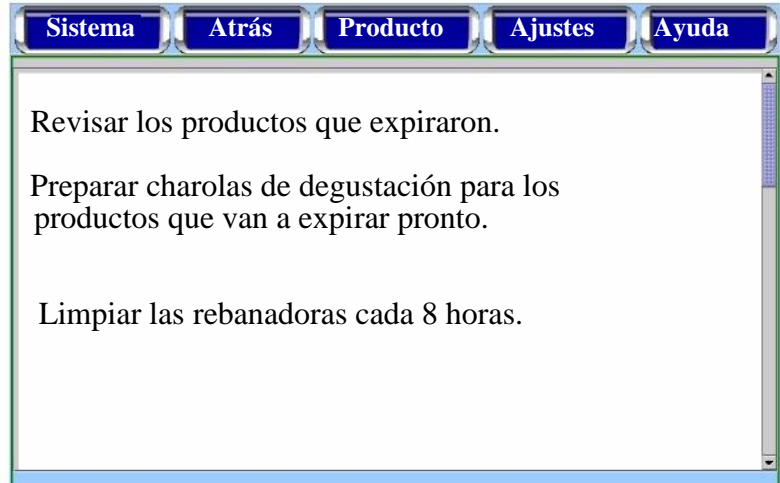 Sistema Atrás Producto Ajustes Ayuda
Revisar los productos que expiraron.
Preparar charolas de degustación para los
productos que van a expirar pronto.
Limpiar las rebanadoras cada 8 horas.